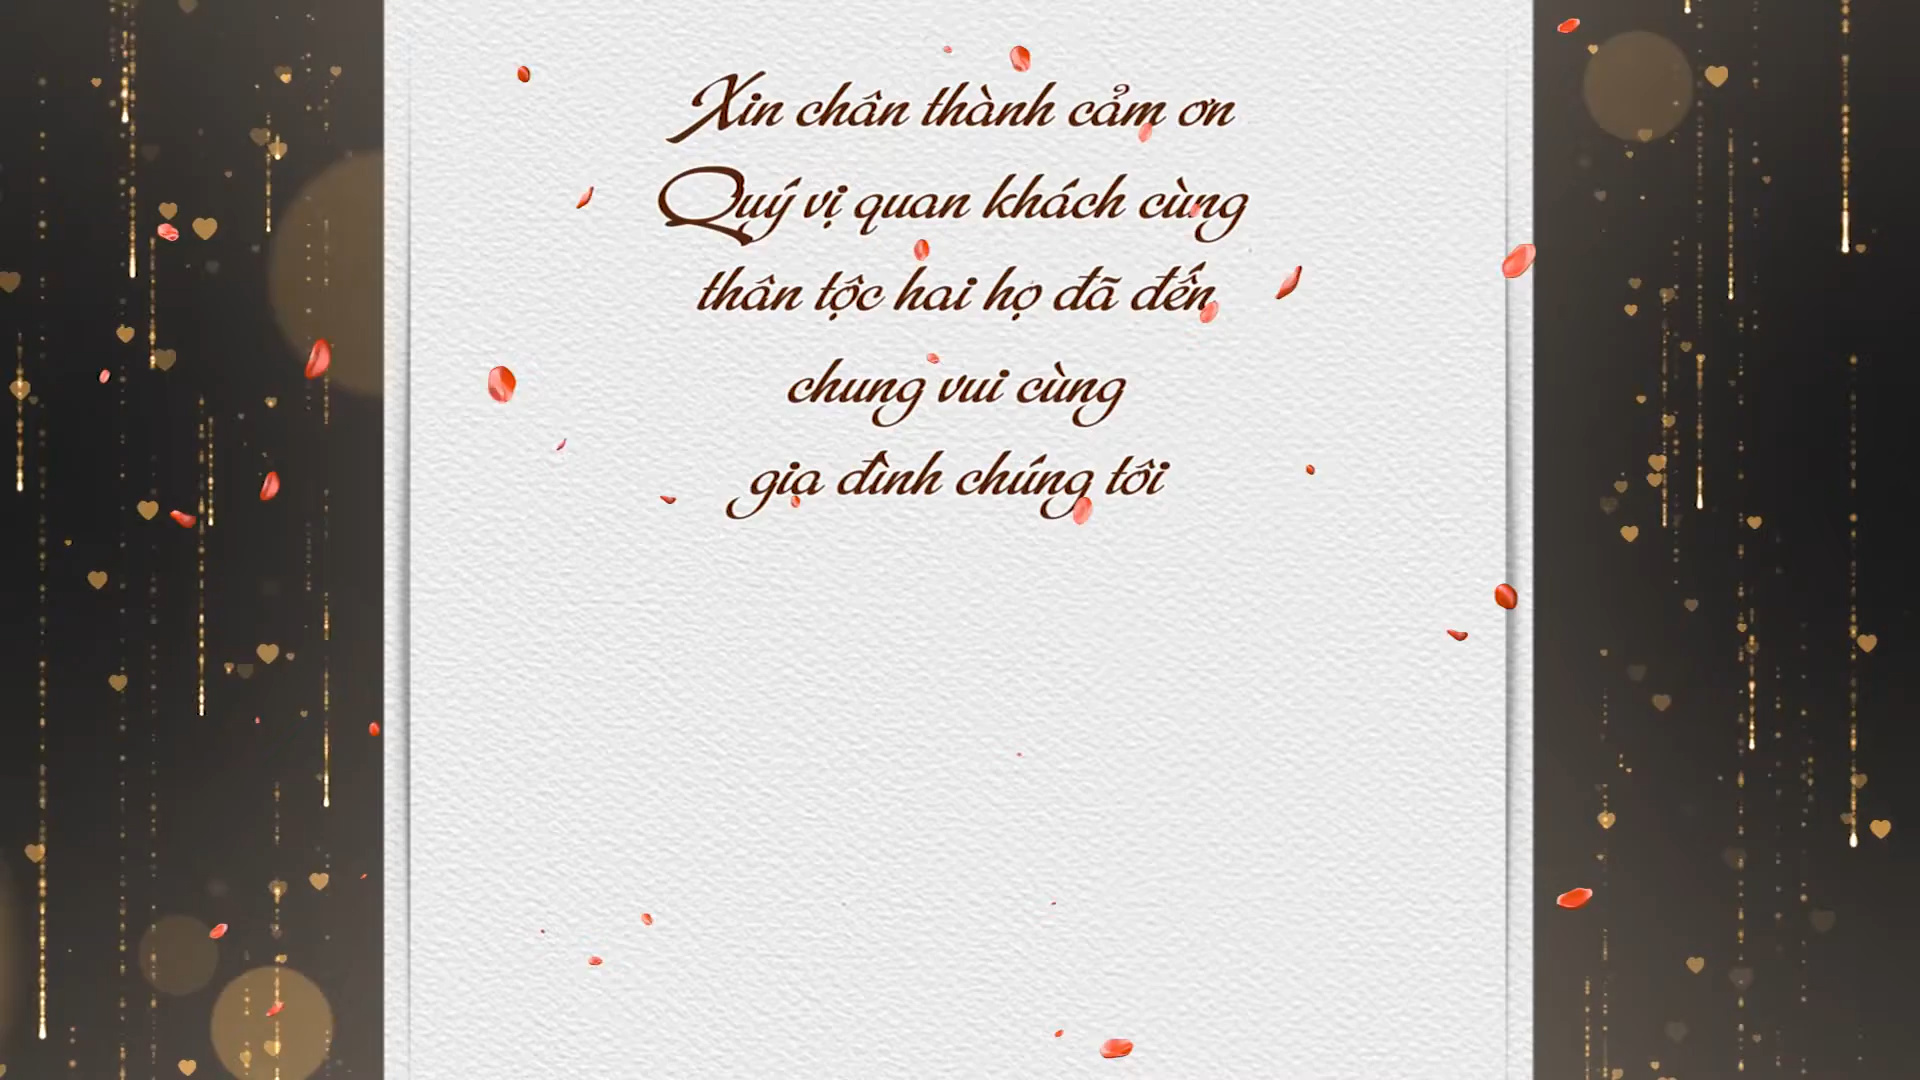 Xin chân thành cảm ơn
Quý vị quan khách cùng
thân tộc hai họ đã đến
chung vui cùng
gia đình chúng tôi